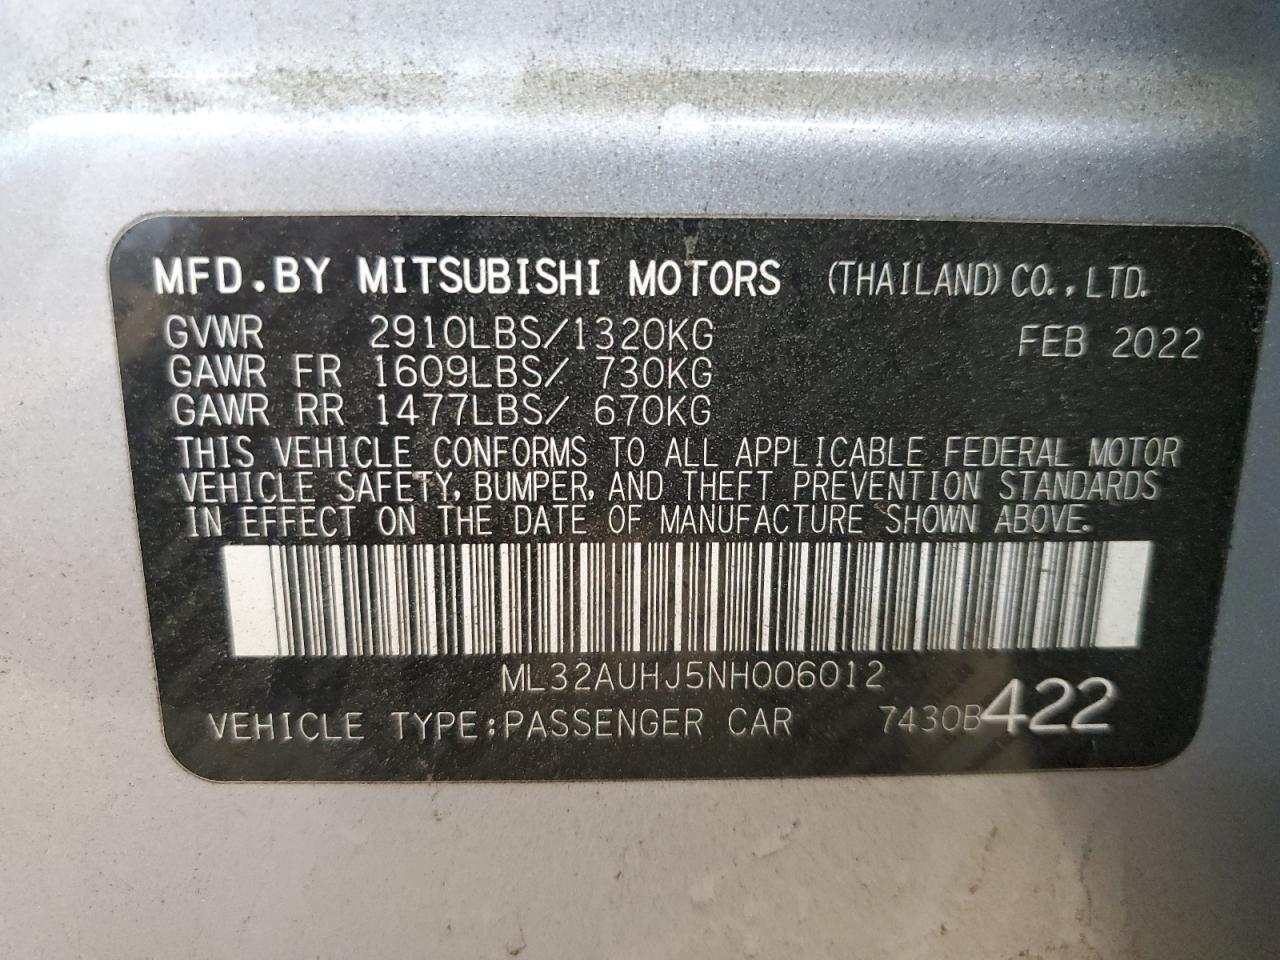 MFD.BY MITSUBISHI MOTORS (THAILAND) CO.,LTD.
GVWR 2910LBS/1320KG FEB 2022
GAWR FR 1609LBS/ 730KG
GAWR RR 1477LBS/ 670KG
THIS VEHICLE CONFORMS TO ALL APPLICABLE FEDERAL MOTOR
VEHICLE SAFETY, BUMPER, AND THEFT PREVENTION STANDARDS
IN EFFECT ON THE DATE OF MANUFACTURE SHOWN ABOVE.
ML32AUHJ5NH006012
VEHICLE TYPE:PASSENGER CAR 7430B422